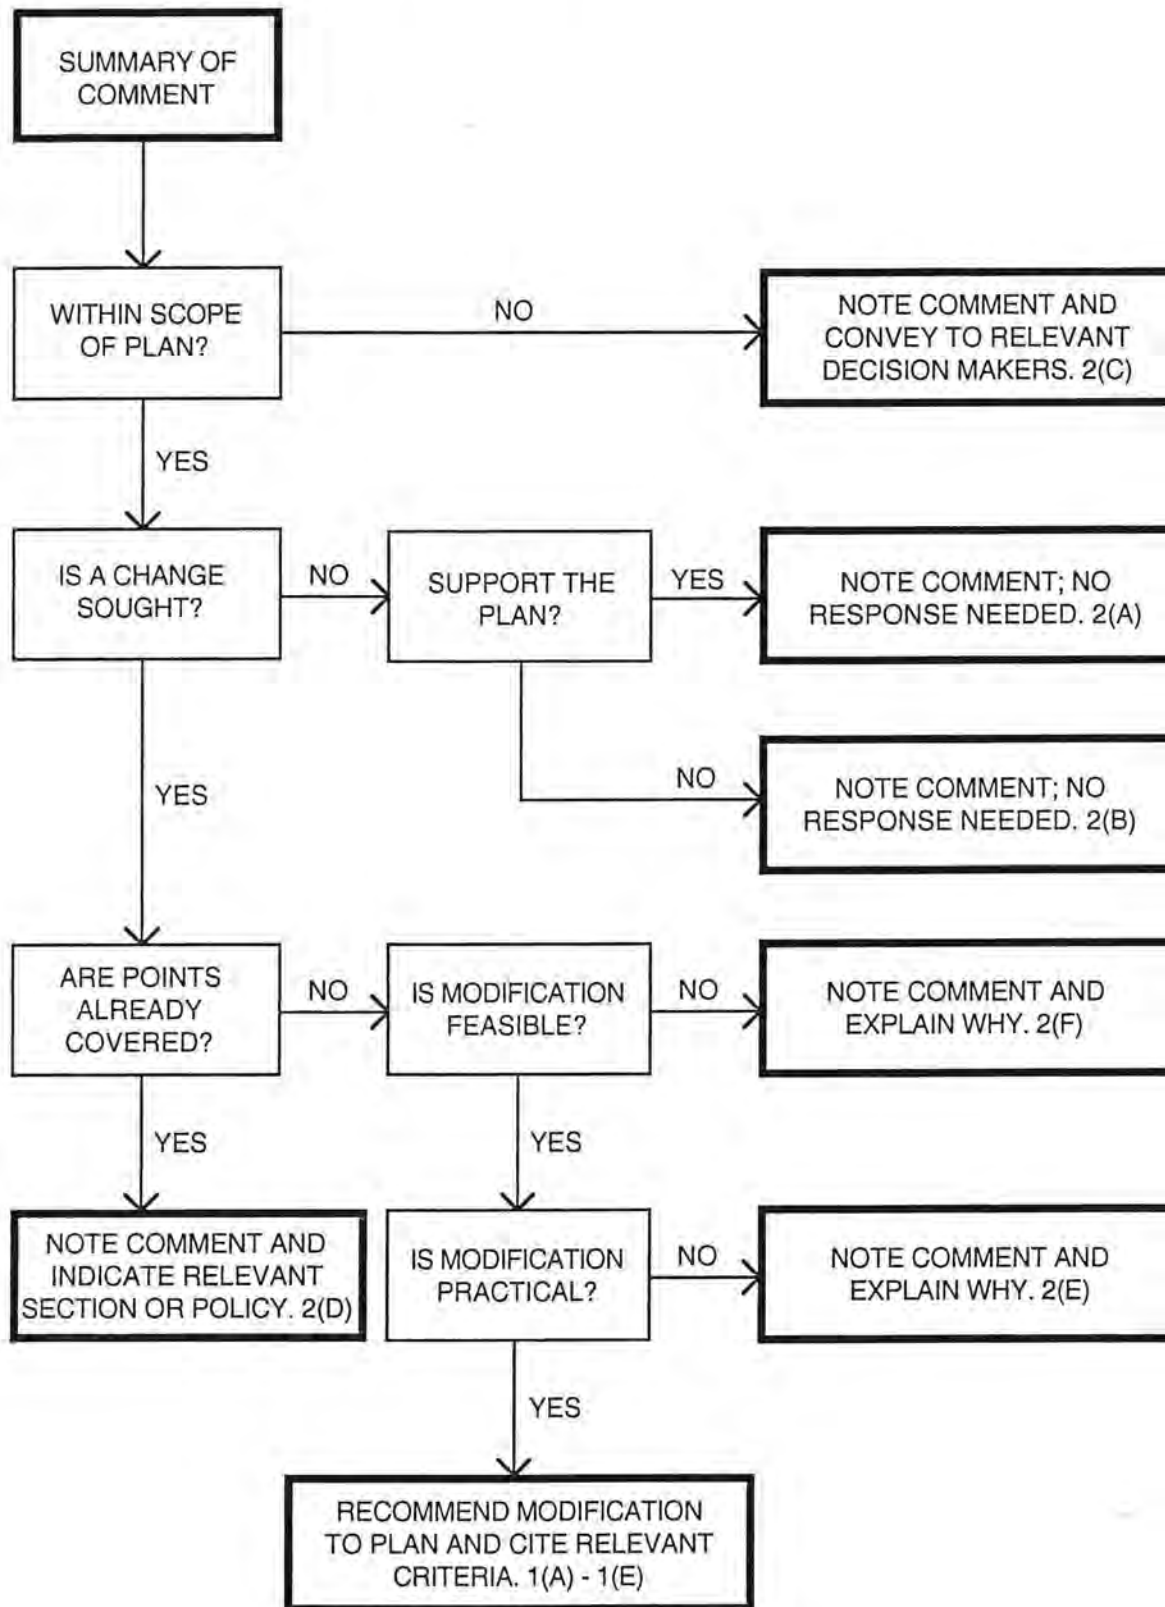 SUMMARY OF
COMMENT
WITHIN SCOPE
OF PLAN?
NO
NOTE COMMENT AND
CONVEY TO RELEVANT
DECISION MAKERS. 2(C)
YES
IS A CHANGE
SOUGHT?
NO
SUPPORT THE
PLAN?
YES
NOTE COMMENT; NO
RESPONSE NEEDED. 2(A)
NO
NOTE COMMENT; NO
RESPONSE NEEDED. 2(B)
YES
ARE POINTS
ALREADY
COVERED?
NO
IS MODIFICATION
FEASIBLE?
NO
NOTE COMMENT AND
EXPLAIN WHY. 2(F)
YES
YES
NOTE COMMENT AND
INDICATE RELEVANT
SECTION OR POLICY. 2(D)
IS MODIFICATION
PRACTICAL?
NO
NOTE COMMENT AND
EXPLAIN WHY. 2(E)
YES
RECOMMEND MODIFICATION
TO PLAN AND CITE RELEVANT
CRITERIA. 1(A) - 1(E)